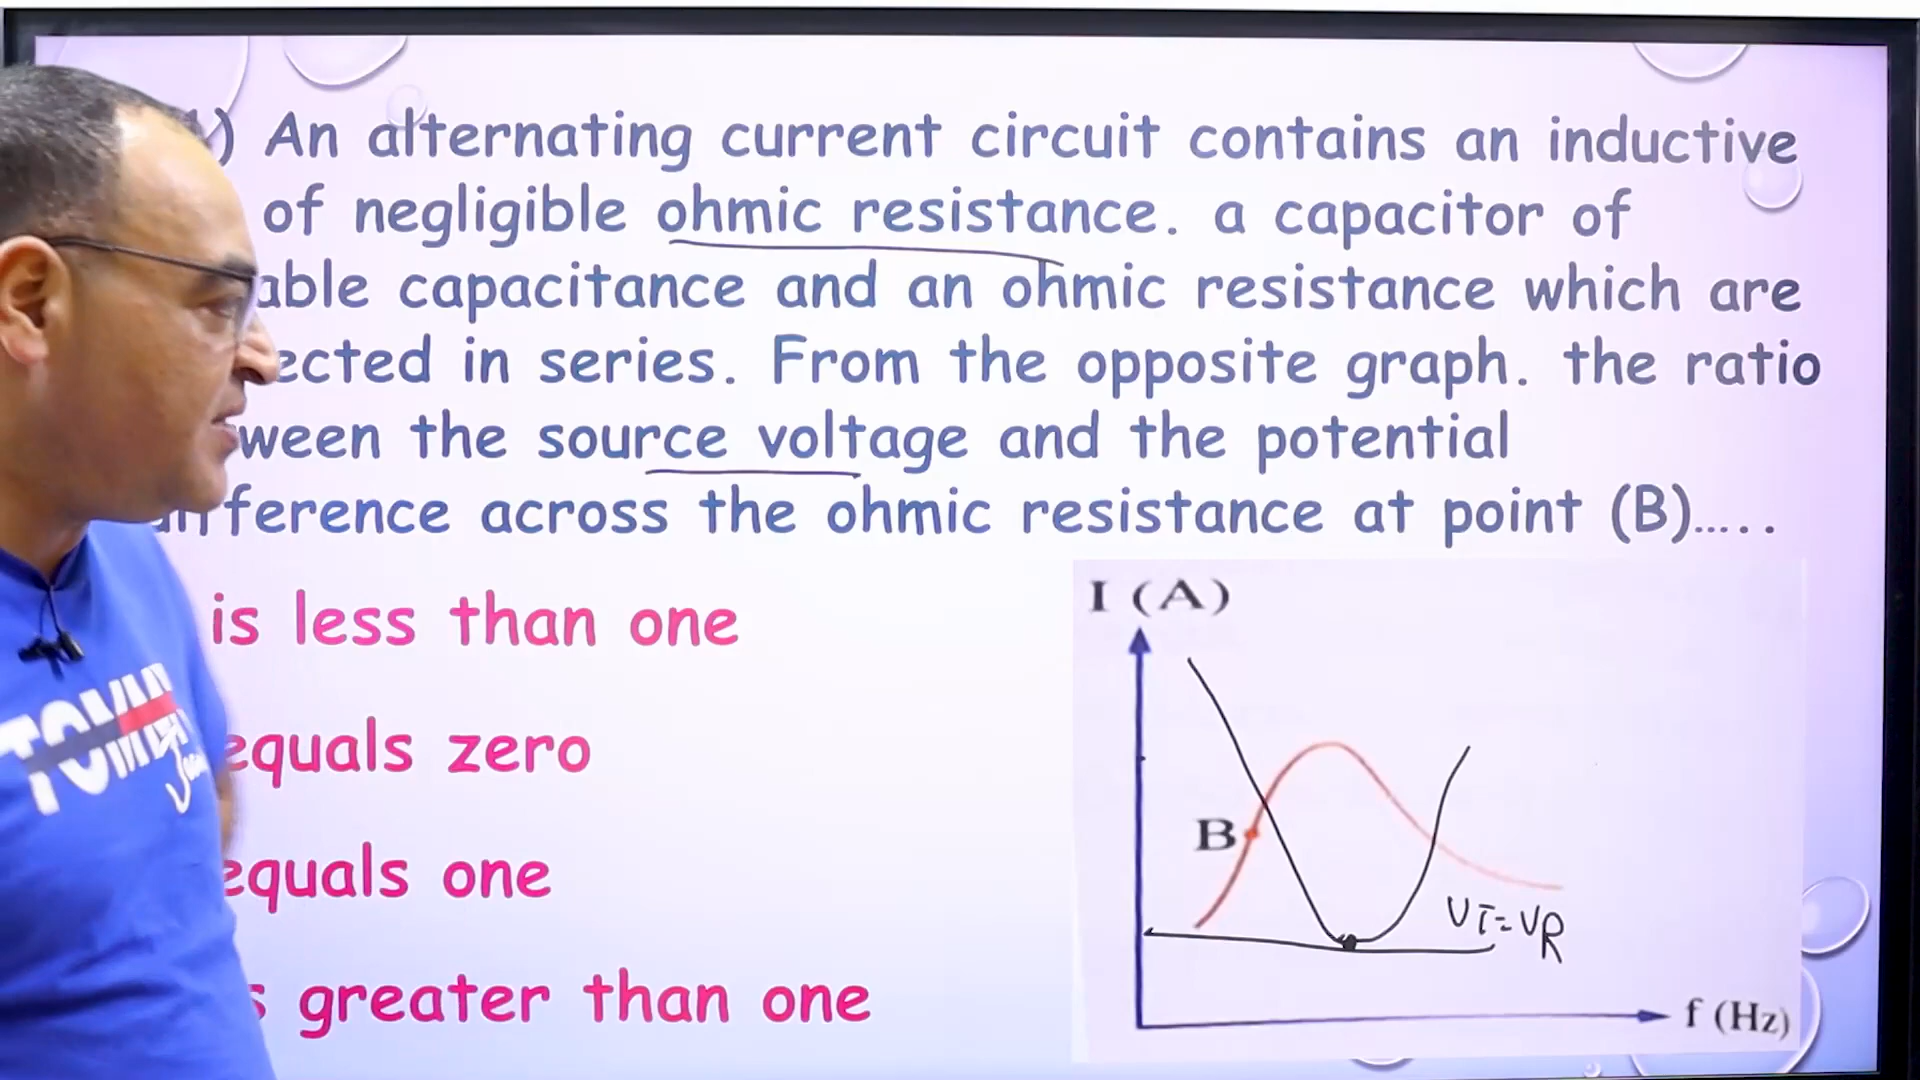 ) An alternating current circuit contains an inductive
of negligible ohmic resistance. a capacitor of
able capacitance and an ohmic resistance which are
ected in series. From the opposite graph. the ratio
ween the source voltage and the potential
fference across the ohmic resistance at point (B).....
is less than one
equals zero
equals one
s greater than one
I (A)
B
VT=VR
f (Hz)
TOMMY
Jeans